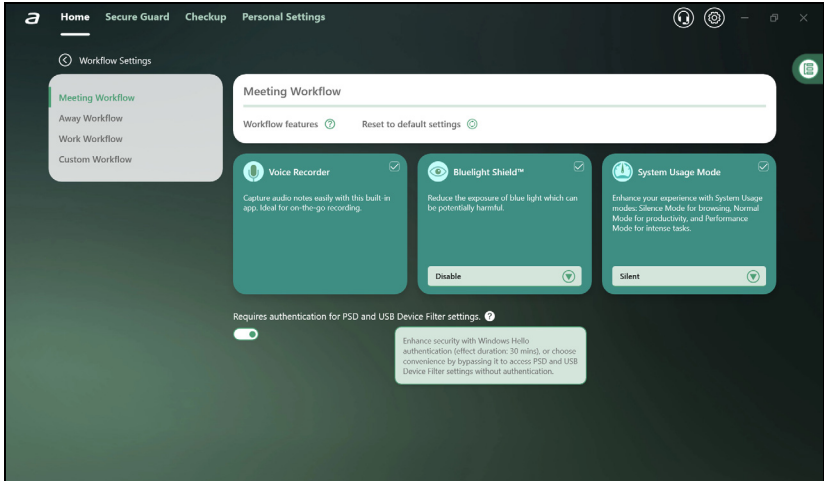 a Home Secure Guard Checkup Personal Settings
Workflow Settings
Meeting Workflow
Away Workflow
Work Workflow
Custom Workflow
Meeting Workflow
Workflow features ? Reset to default settings
Voice Recorder
Capture audio notes easily with this built-in
app. Ideal for on-the-go recording.
Bluelight Shield™
Reduce the exposure of blue light which can
be potentially harmful.
Disable
System Usage Mode
Enhance your experience with System Usage
modes: Silence Mode for browsing, Normal
Mode for productivity, and Performance
Mode for intense tasks.
Silent
Requires authentication for PSD and USB Device Filter settings. ?
Enhance security with Windows Hello
authentication (effect duration: 30 mins), or choose
convenience by bypassing it to access PSD and USB
Device Filter settings without authentication.